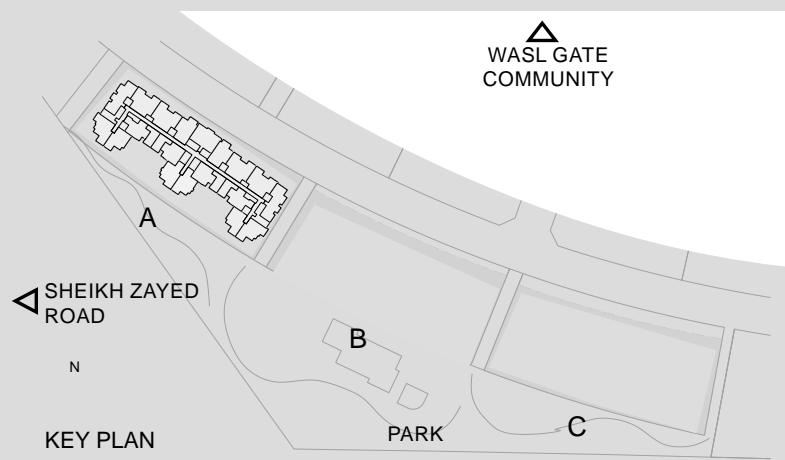 WASL GATE
COMMUNITY
A
SHEIKH ZAYED
ROAD
B
N
C
PARK
KEY PLAN